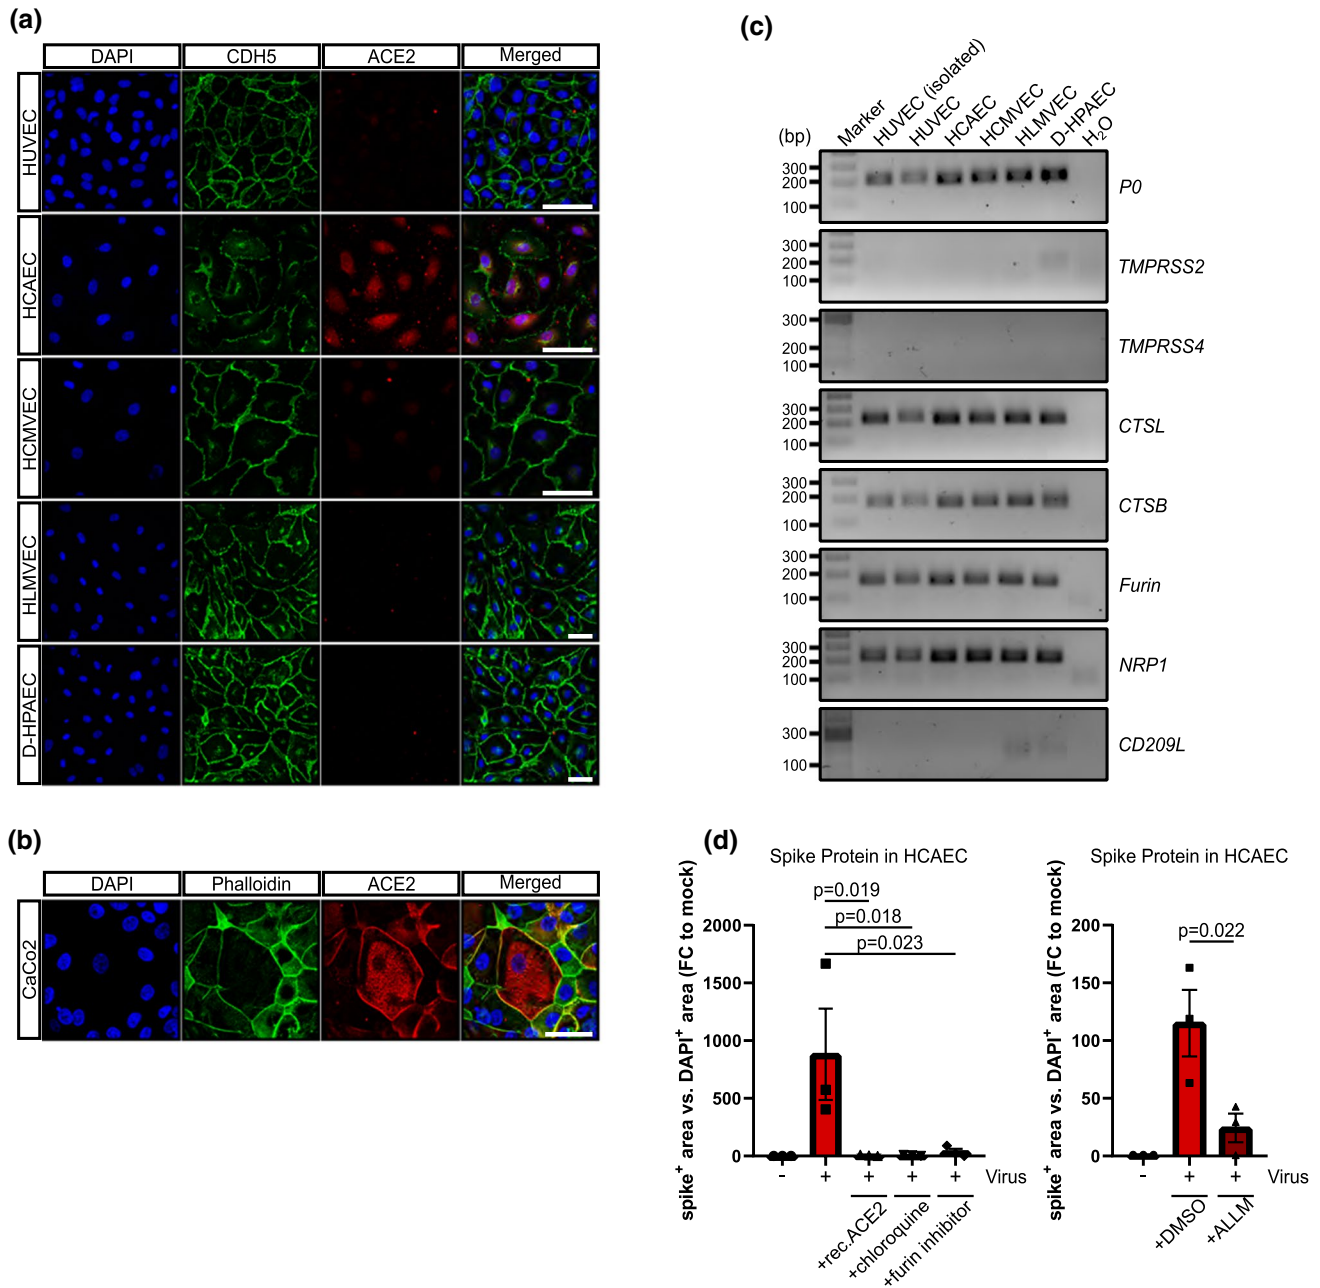 (a)
DAPI CDH5 ACE2 Merged
HUVEC
HCAEC
HCMVEC
HLMVEC
D-HPAEC
(b)
DAPI Phalloidin ACE2 Merged
CaCo2
(c)
(bp) Marker HUVEC (isolated) HUVEC HCAEC HCMVEC HLMVEC D-HPAEC H2O
300
200
100
P0
300
200
100
TMPRSS2
300
200
100
TMPRSS4
300
200
100
CTSL
300
200
100
CTSB
300
200
100
Furin
300
200
100
NRP1
300
100
CD209L
(d)
Spike Protein in HCAEC
spike+ area vs. DAPI+ area (FC to mock)
p=0.019
p=0.018
p=0.023
2000
1500
1000
500
0
- + + + + Virus
+rec.ACE2
+chloroquine
+furin inhibitor
Spike Protein in HCAEC
spike+ area vs. DAPI+ area (FC to mock)
p=0.022
200
150
100
50
0
- + + Virus
+DMSO
+ALLM